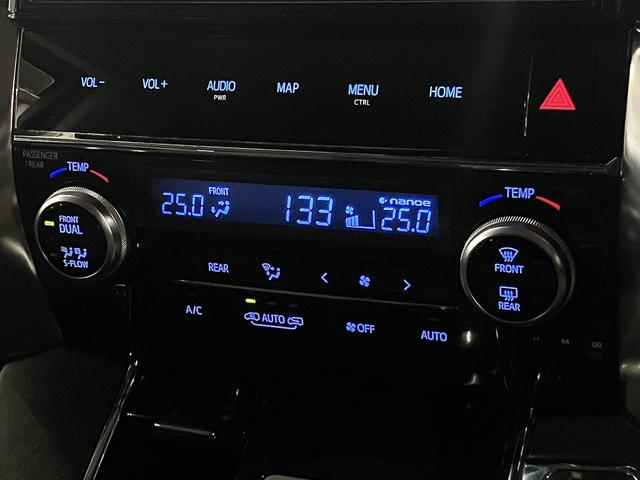 VOL− VOL+ AUDIO MAP MENU HOME
PWR CTRL
PASSENGER
/ REAR
TEMP
TEMP
FRONT
nanoe
25.0 133 25.0
FRONT
DUAL
S-FLOW
FRONT
REAR
REAR < >
A/C AUTO OFF AUTO
H M :00